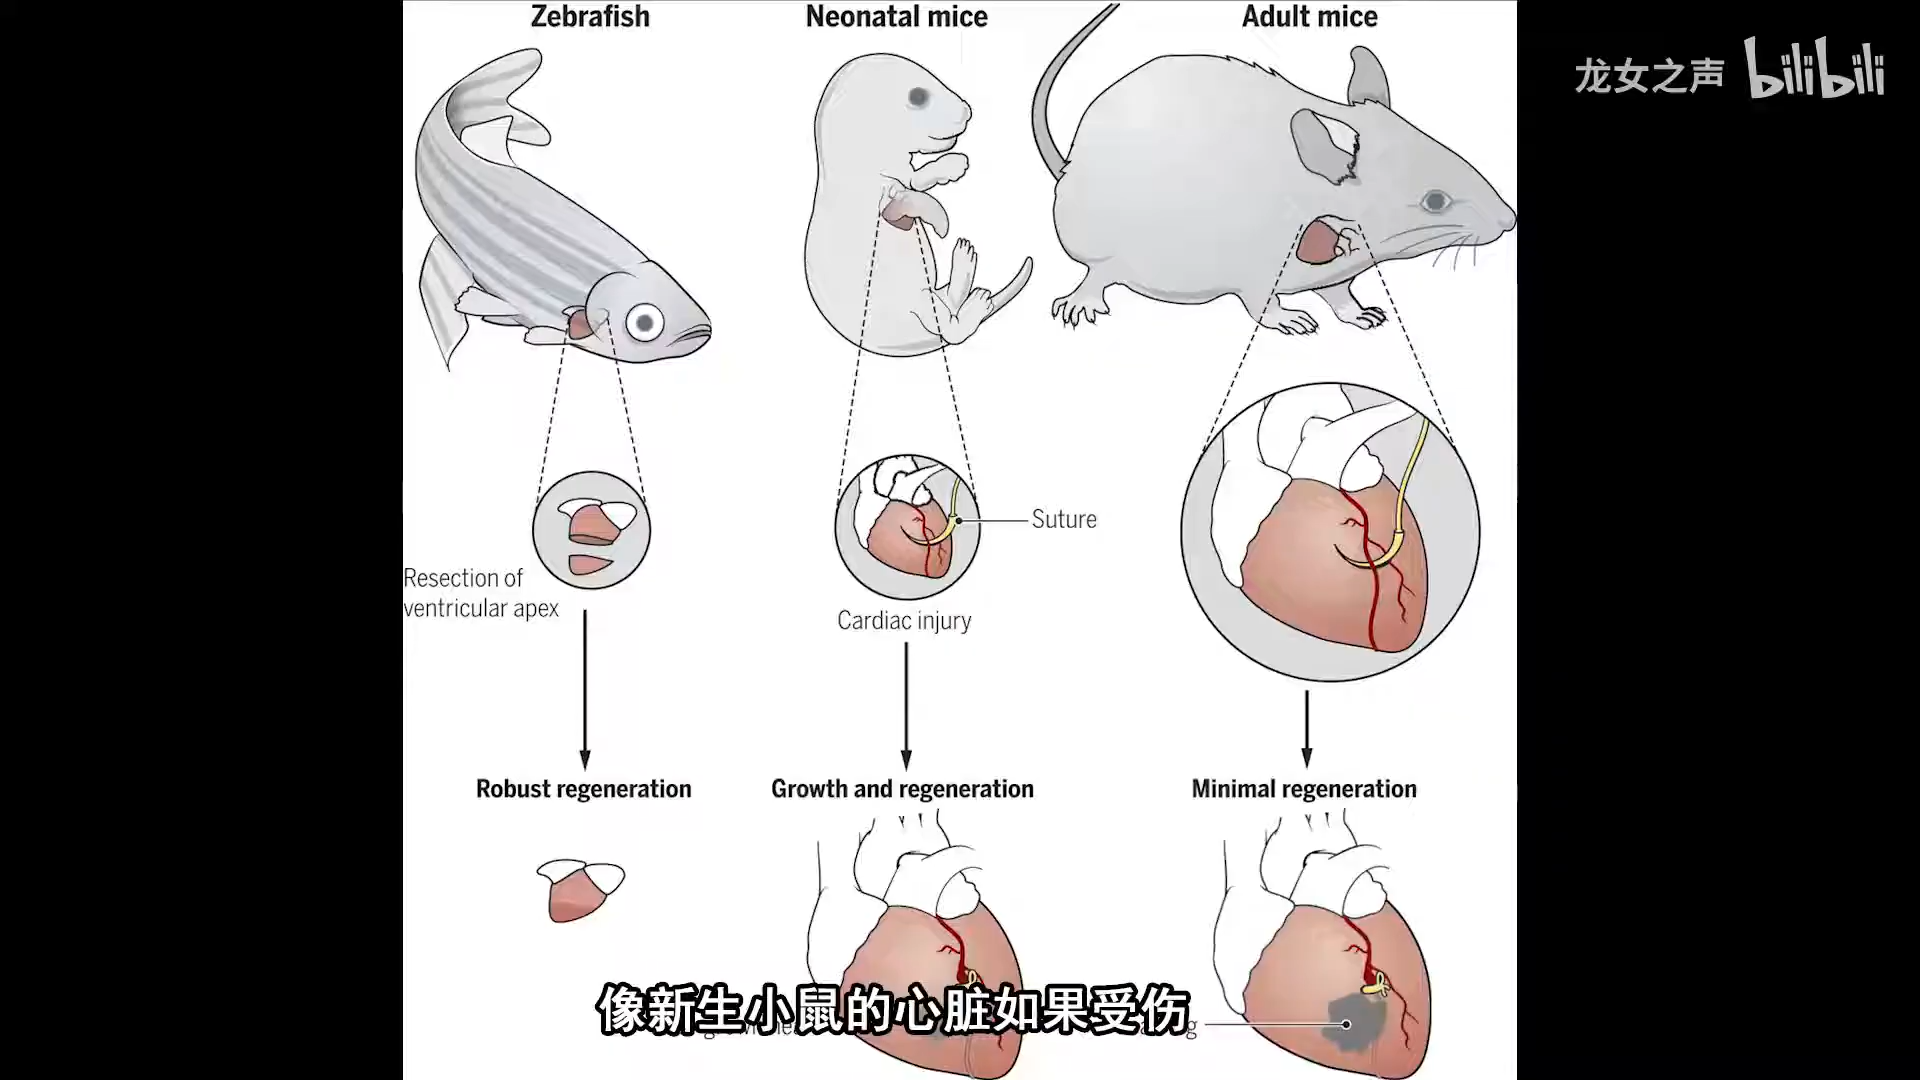 Zebrafish
Neonatal mice
Adult mice
龙女之声 bilibili
Suture
Resection of
ventricular apex
Cardiac injury
Robust regeneration
Growth and regeneration
Minimal regeneration
像新生小鼠的心脏如果受伤